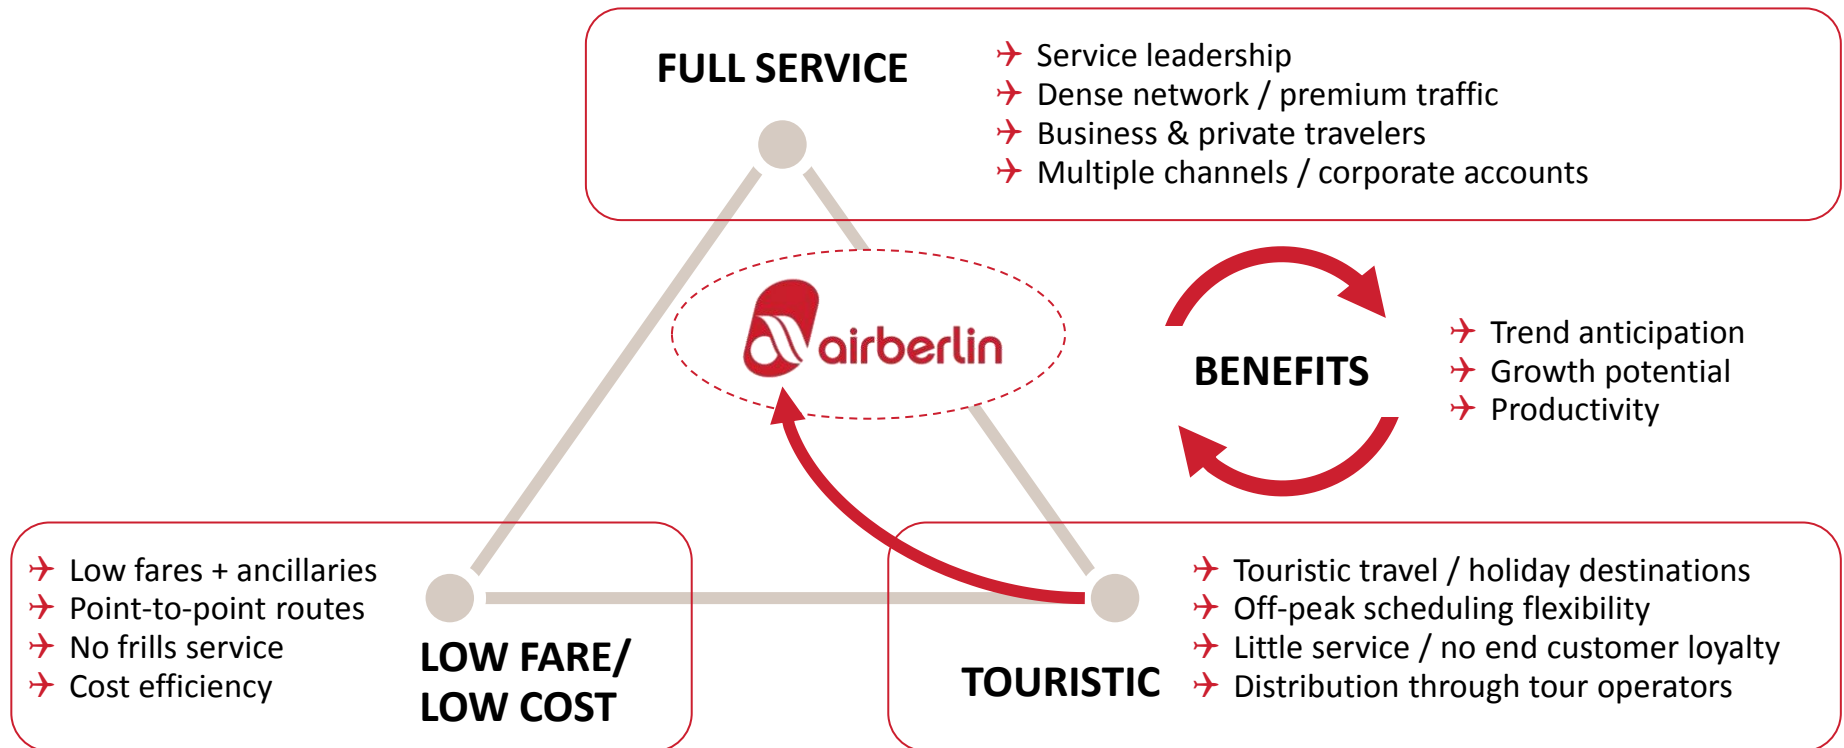 FULL SERVICE
Service leadership
Dense network / premium traffic
Business & private travelers
Multiple channels / corporate accounts
airberlin
BENEFITS
Trend anticipation
Growth potential
Productivity
Low fares + ancillaries
Point-to-point routes
No frills service
Cost efficiency
LOW FARE/
LOW COST
TOURISTIC
Touristic travel / holiday destinations
Off-peak scheduling flexibility
Little service / no end customer loyalty
Distribution through tour operators